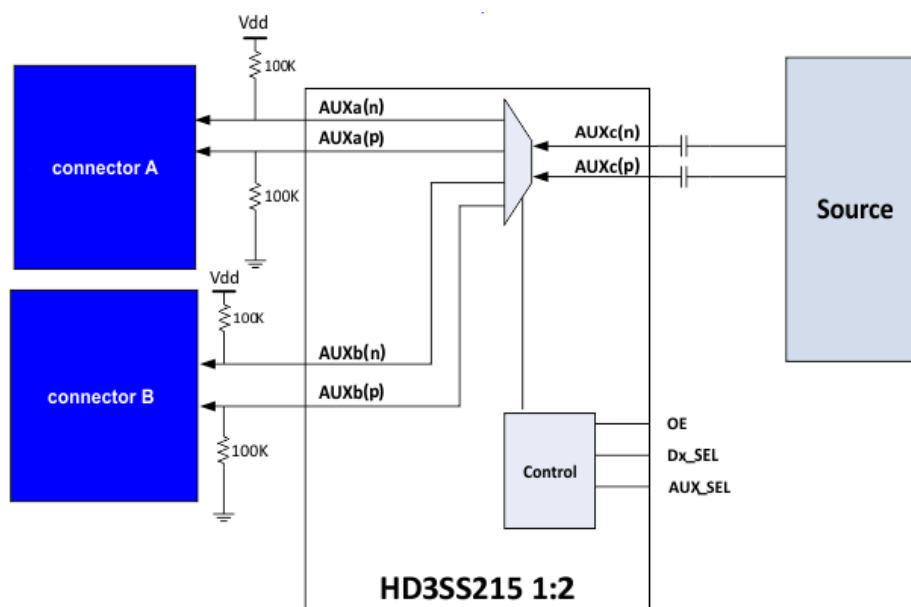 Vdd
100K
AUXa(n)
AUXa(p)
connector A
100K
AUXc(n)
AUXc(p)
Source
Vdd
100K
AUXb(n)
connector B
AUXb(p)
100K
OE
Control
Dx_SEL
AUX_SEL
HD3SS215 1:2